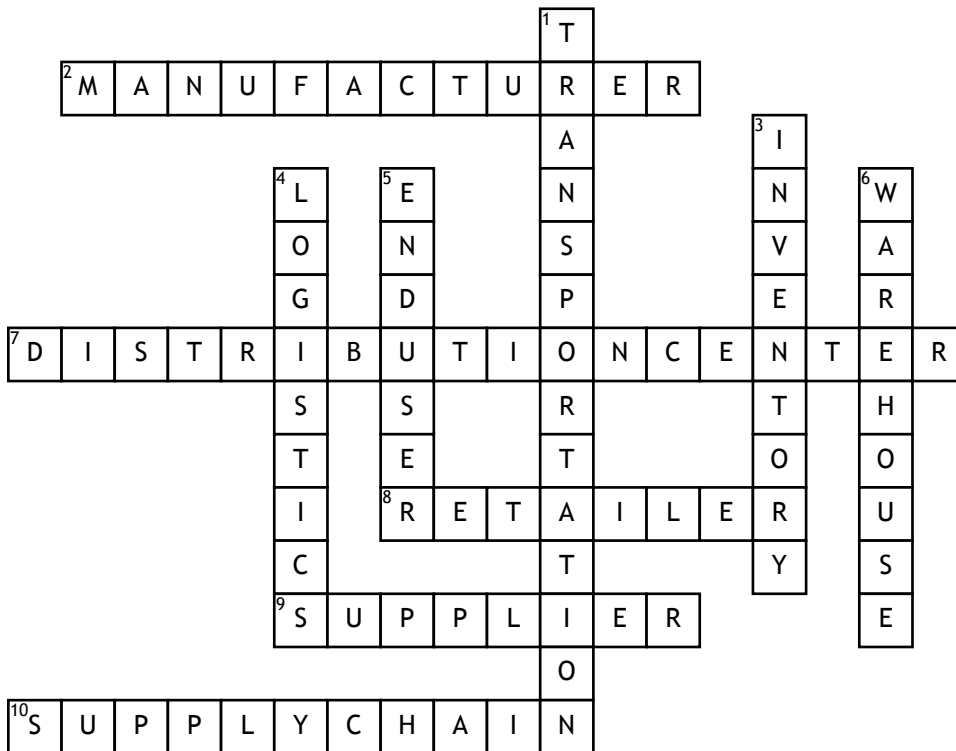 1 T
2 M A N U F A C T U R E R
A 3 I
4 L 5 E N N 6 W
O N S V A
G D P E R
7 D I S T R I B U T I O N C E N T E R
S S R T H
T E T O O
I 8 R E T A I L E R U
C T Y S
9 S U P P L I E R E
O
10 S U P P L Y C H A I N